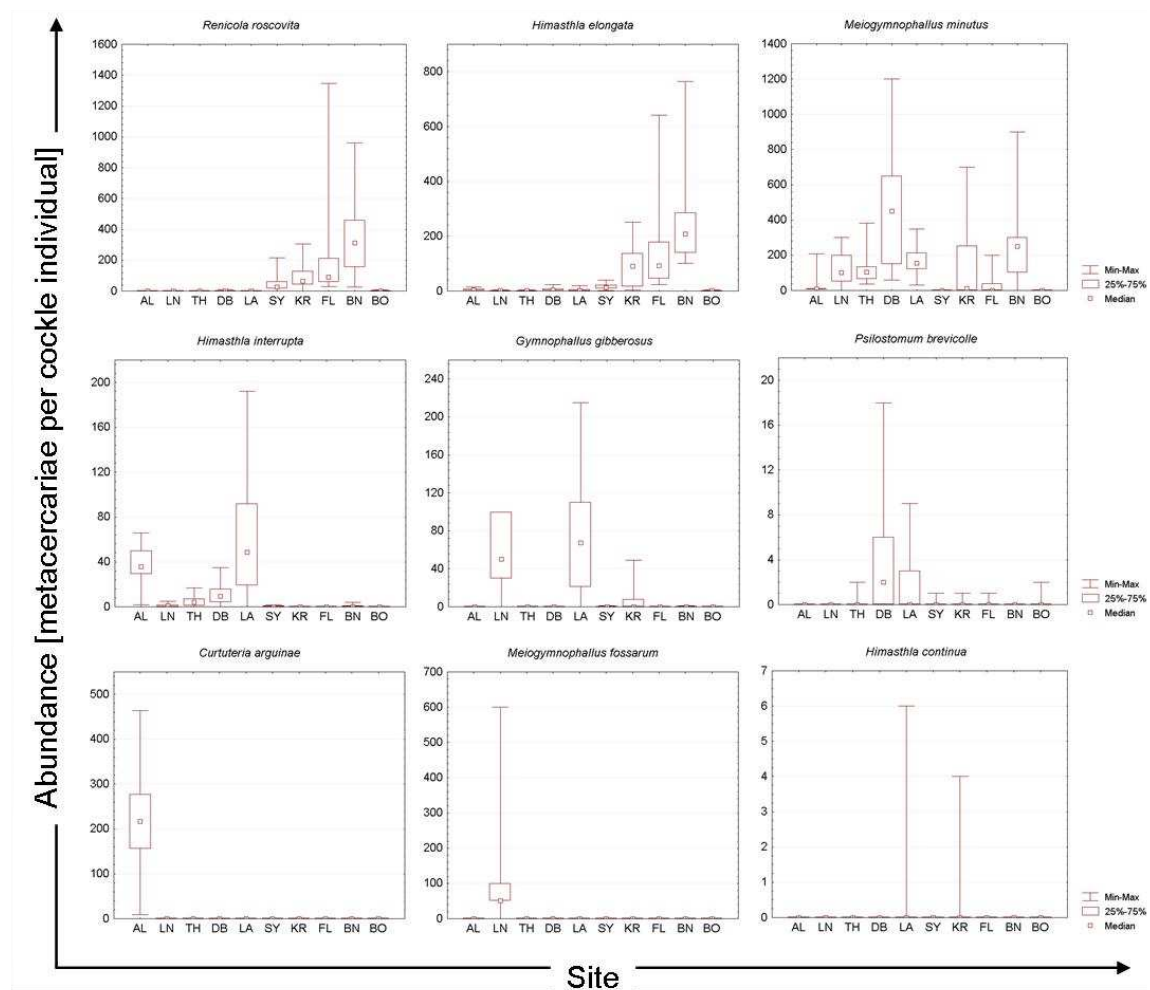 Abundance [metacercariae per cockle individual]
Renicola roscovita
1600
1400
1200
1000
800
600
400
200
0
AL LN TH DB LA SY KR FL BN BO
Himasthla elongata
800
600
400
200
0
AL LN TH DB LA SY KR FL BN BO
Meiogymnophallus minutus
1400
1200
1000
800
600
400
200
0
AL LN TH DB LA SY KR FL BN BO
Min-Max
25%-75%
Median
Himasthla interrupta
200
160
120
80
40
0
AL LN TH DB LA SY KR FL BN BO
Gymnophallus gibberosus
240
200
160
120
80
40
0
AL LN TH DB LA SY KR FL BN BO
Psilostomum brevicolle
20
16
12
8
4
2
0
AL LN TH DB LA SY KR FL BN BO
Min-Max
25%-75%
Median
Curtuteria arguinae
500
400
300
200
100
0
AL LN TH DB LA SY KR FL BN BO
Meiogymnophallus fossarum
700
600
500
400
300
200
100
0
AL LN TH DB LA SY KR FL BN BO
Himasthla continua
7
6
5
4
3
2
1
0
AL LN TH DB LA SY KR FL BN BO
Min-Max
25%-75%
Median
Site